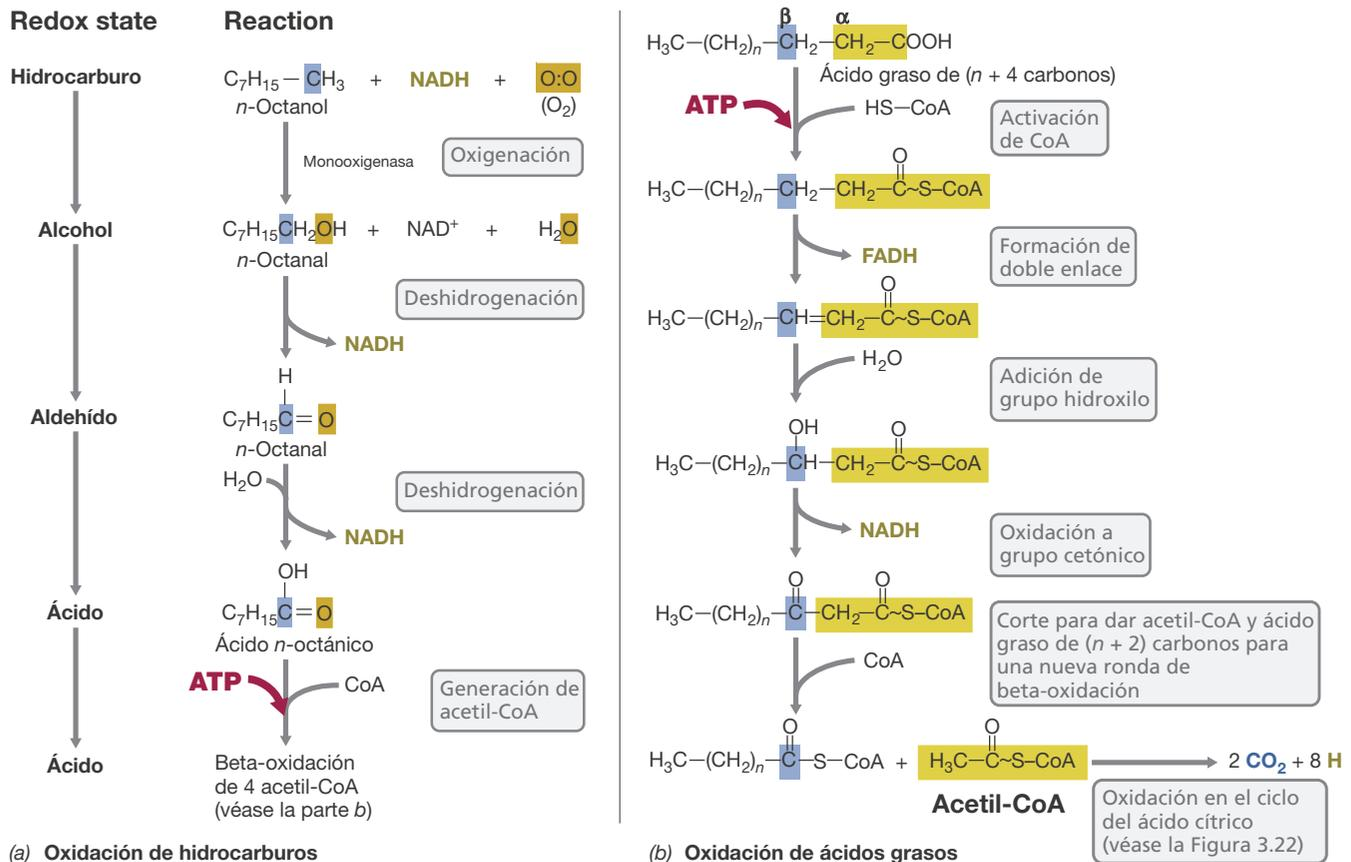 Redox state
Reaction
Hidrocarburo
C₇H₁₅ — CH₃ + NADH + O:O
n-Octanol
(O₂)
Monooxigenasa
Oxigenación
Alcohol
C₇H₁₅CH₂OH + NAD⁺ + H₂O
n-Octanal
Deshidrogenación
NADH
H
Aldehído
C₇H₁₅C=O
n-Octanal
H₂O
Deshidrogenación
NADH
OH
Ácido
C₇H₁₅C=O
Ácido n-octánico
ATP
CoA
Generación de
acetil-CoA
Ácido
Beta-oxidación
de 4 acetil-CoA
(véase la parte b)
(a) Oxidación de hidrocarburos
β α
H₃C—(CH₂)ₙ—CH₂—CH₂—COOH
Ácido graso de (n + 4 carbonos)
ATP
HS—CoA
Activación
de CoA
O
H₃C—(CH₂)ₙ—CH₂—CH₂—C~S—CoA
FADH
Formación de
doble enlace
O
H₃C—(CH₂)ₙ—CH=CH₂—C~S—CoA
H₂O
Adición de
grupo hidroxilo
OH O
H₃C—(CH₂)ₙ—CH—CH₂—C~S—CoA
NADH
Oxidación a
grupo cetónico
O O
H₃C—(CH₂)ₙ—C—CH₂—C~S—CoA
CoA
Corte para dar acetil-CoA y ácido
graso de (n + 2) carbonos para
una nueva ronda de
beta-oxidación
O O
H₃C—(CH₂)ₙ—C—S—CoA + H₃C—C~S—CoA 2 CO₂ + 8 H
Acetil-CoA
Oxidación en el ciclo
del ácido cítrico
(véase la Figura 3.22)
(b) Oxidación de ácidos grasos